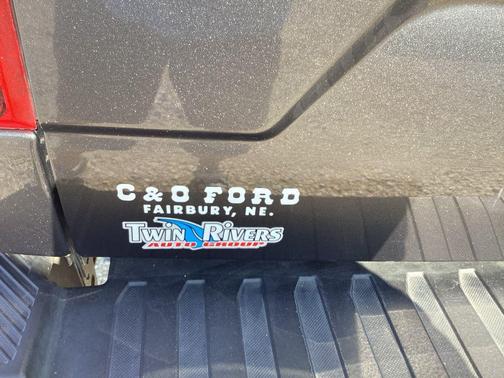 C & O FORD
FAIRBURY, NE.
TWIN RIVERS
AUTO GROUP